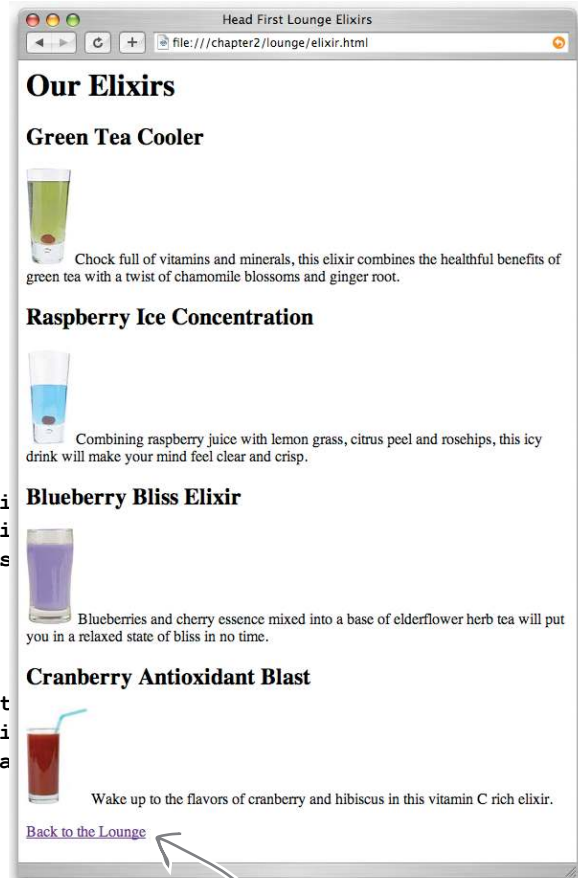 Head First Lounge Elixirs
file:///chapter2/lounge/elixir.html
Our Elixirs
Green Tea Cooler
Chock full of vitamins and minerals, this elixir combines the healthful benefits of
green tea with a twist of chamomile blossoms and ginger root.
Raspberry Ice Concentration
Combining raspberry juice with lemon grass, citrus peel and rosehips, this icy
drink will make your mind feel clear and crisp.
i
i
s
Blueberry Bliss Elixir
Blueberries and cherry essence mixed into a base of elderflower herb tea will put
you in a relaxed state of bliss in no time.
Cranberry Antioxidant Blast
t
i
a
Wake up to the flavors of cranberry and hibiscus in this vitamin C rich elixir.
Back to the Lounge